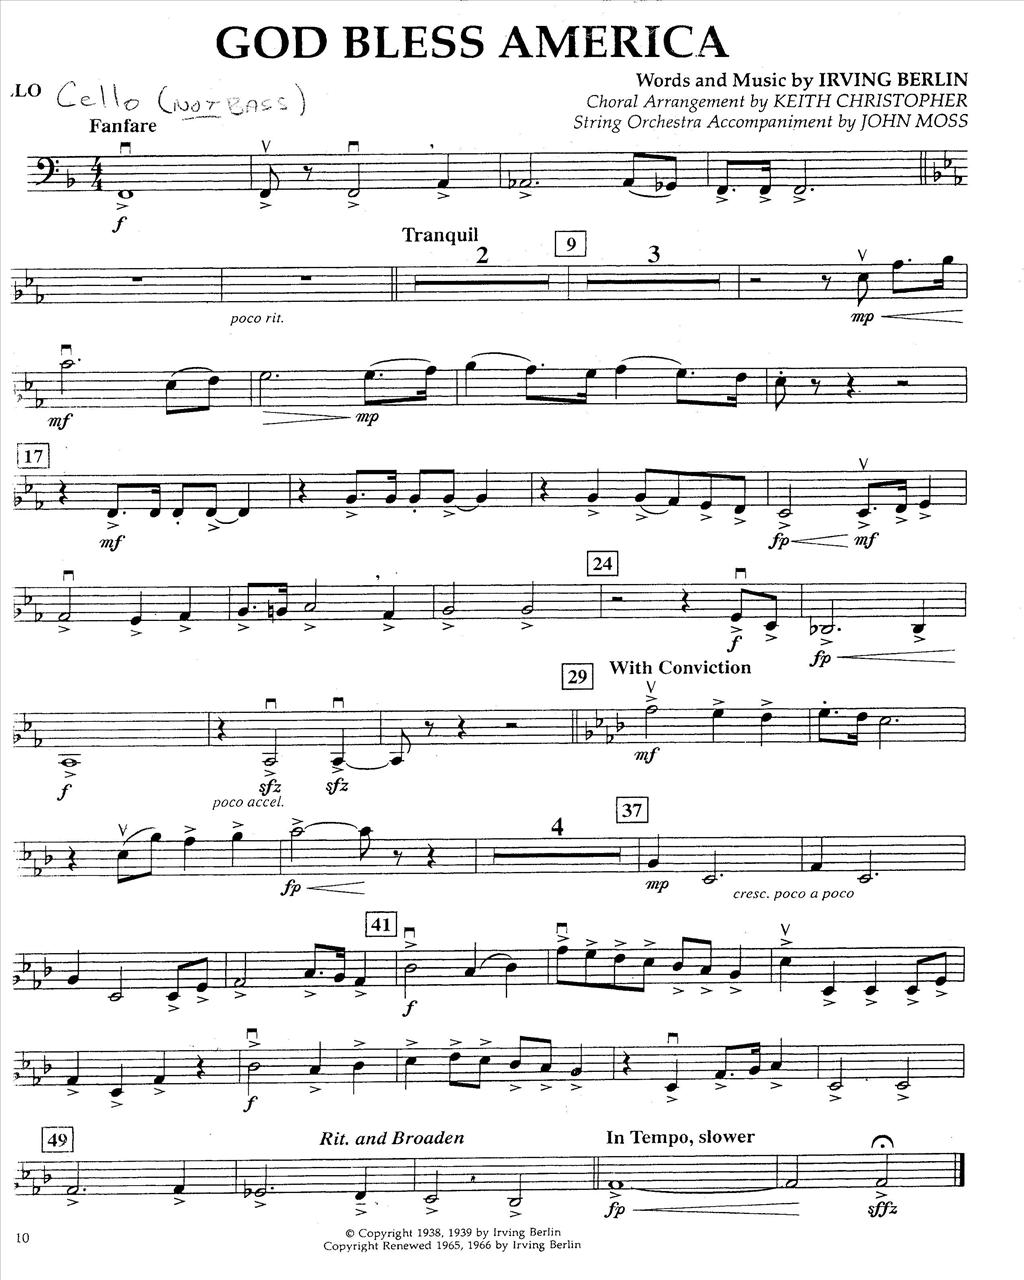 GOD BLESS AMERICA
Words and Music by IRVING BERLIN
.LO Cello (NOT BASS)
Choral Arrangement by KEITH CHRISTOPHER
String Orchestra Accompaniment by JOHN MOSS
Fanfare
f
Tranquil
2 9 3
poco rit. mp
mf mp
17
mf fp mf
24
f fp
29 With Conviction
f sfz sfz mf
poco accel.
4 37
fp mp cresc. poco a poco
41
f
f
49 Rit. and Broaden In Tempo, slower
fp sffz
10
© Copyright 1938, 1939 by Irving Berlin
Copyright Renewed 1965, 1966 by Irving Berlin